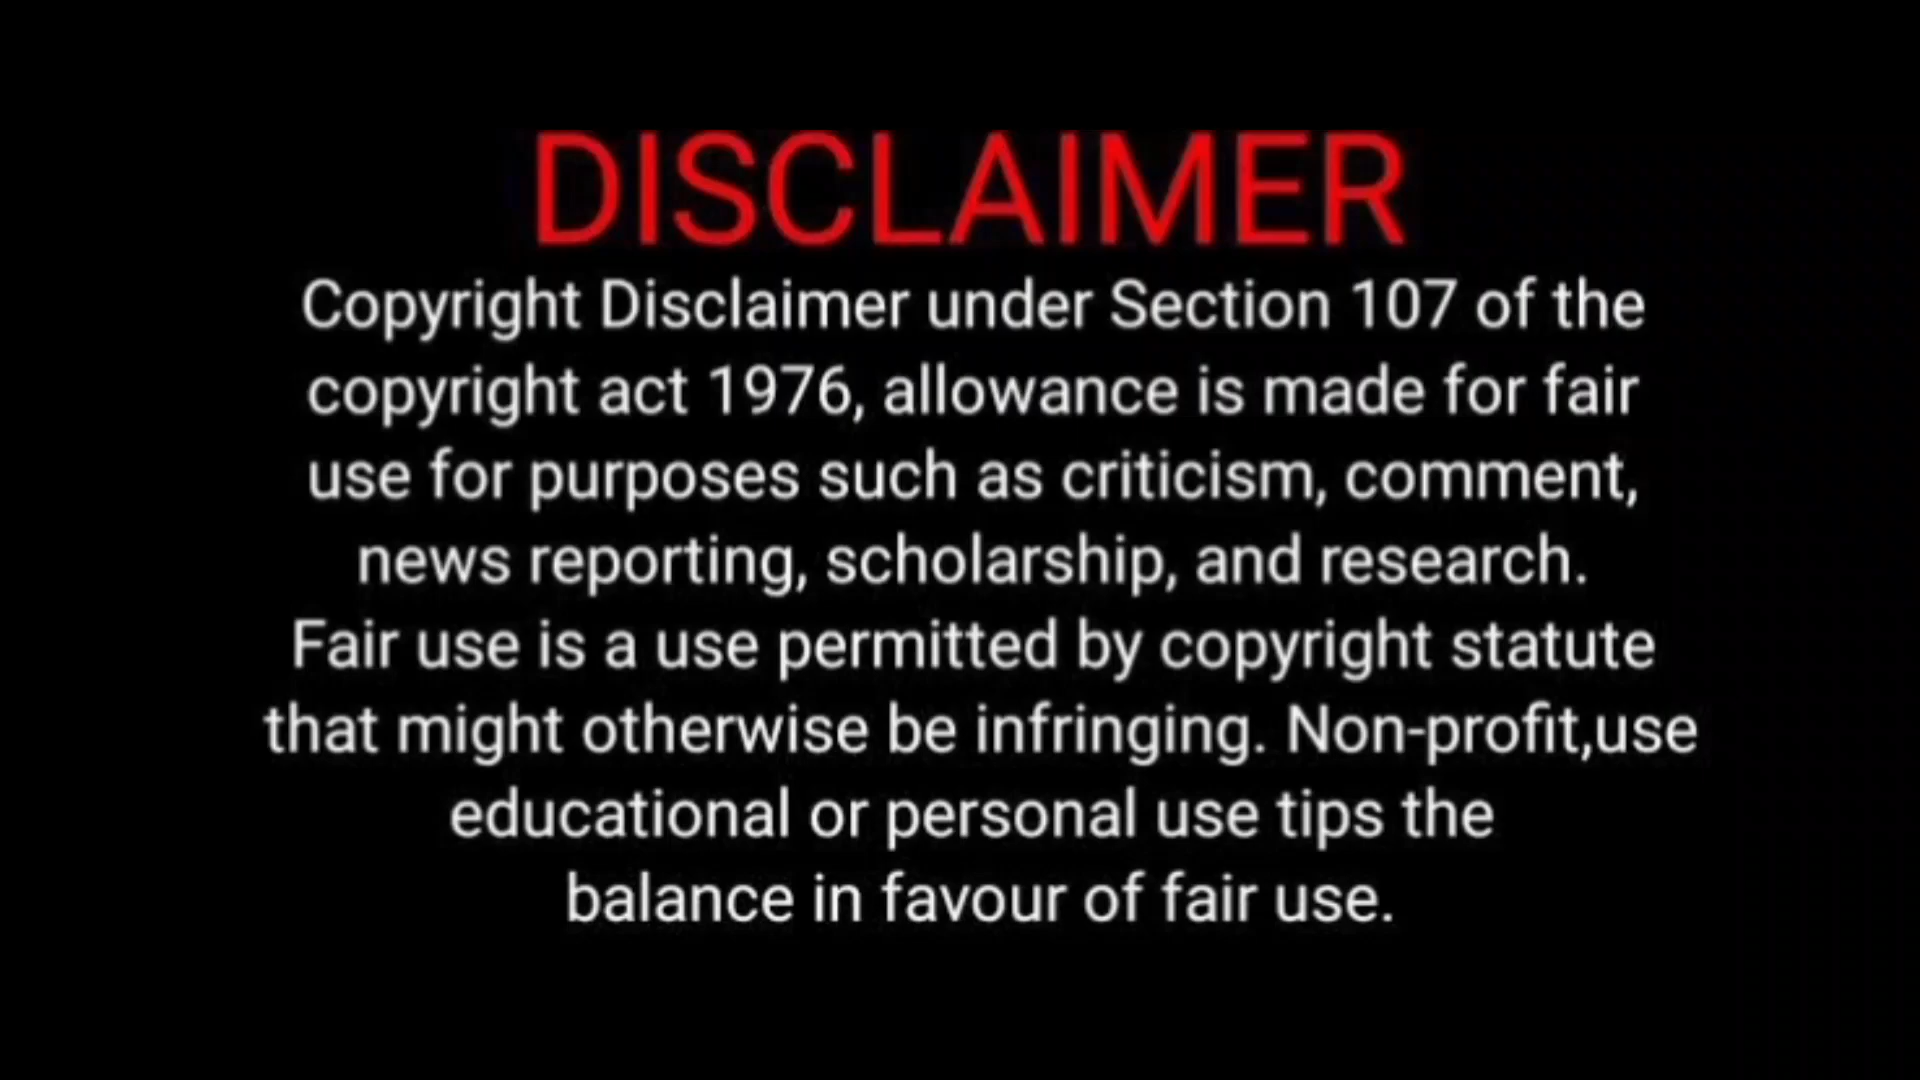 DISCLAIMER
Copyright Disclaimer under Section 107 of the
copyright act 1976, allowance is made for fair
use for purposes such as criticism, comment,
news reporting, scholarship, and research.
Fair use is a use permitted by copyright statute
that might otherwise be infringing. Non-profit,use
educational or personal use tips the
balance in favour of fair use.